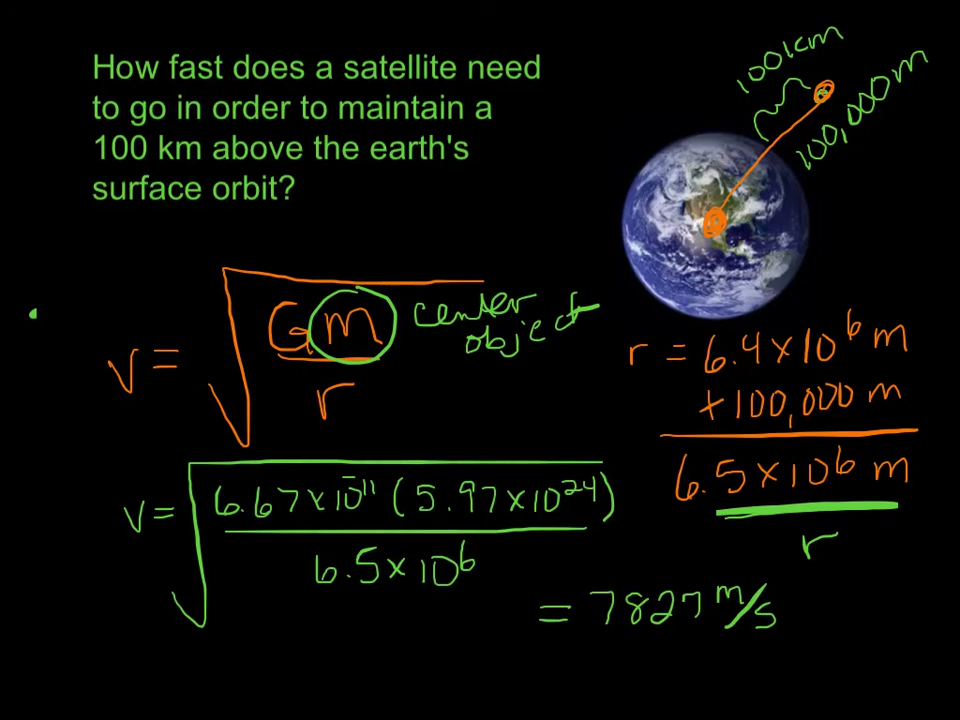 How fast does a satellite need
to go in order to maintain a
100 km above the earth's
surface orbit?
100km
100,000m
v = √(Gm/r)
center
object
r = 6.4 x 10⁶ m
+ 100,000 m
6.5 x 10⁶ m
r
v = √(6.67 x 10⁻¹¹ (5.97 x 10²⁴)/6.5 x 10⁶)
= 7827 m/s